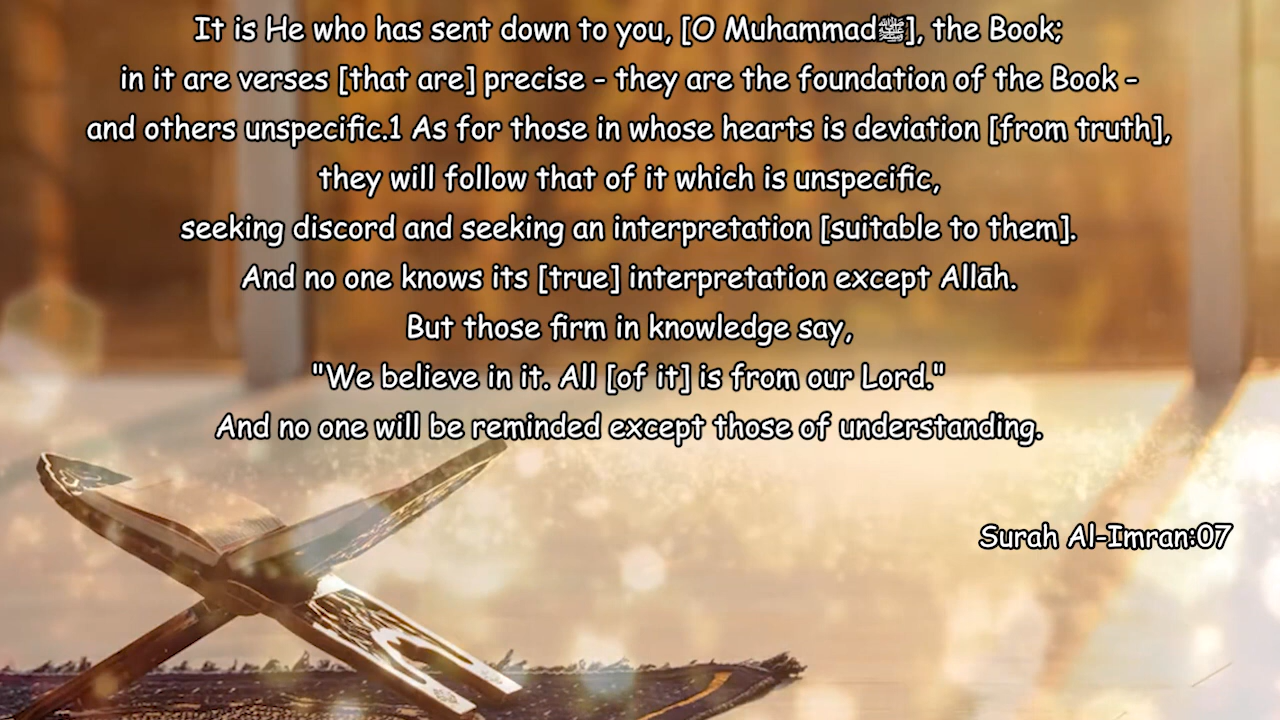 It is He who has sent down to you, [O Muhammadﷺ], the Book;
in it are verses [that are] precise - they are the foundation of the Book -
and others unspecific.1 As for those in whose hearts is deviation [from truth],
they will follow that of it which is unspecific,
seeking discord and seeking an interpretation [suitable to them].
And no one knows its [true] interpretation except Allāh.
But those firm in knowledge say,
"We believe in it. All [of it] is from our Lord."
And no one will be reminded except those of understanding.
Surah Al-Imran:07